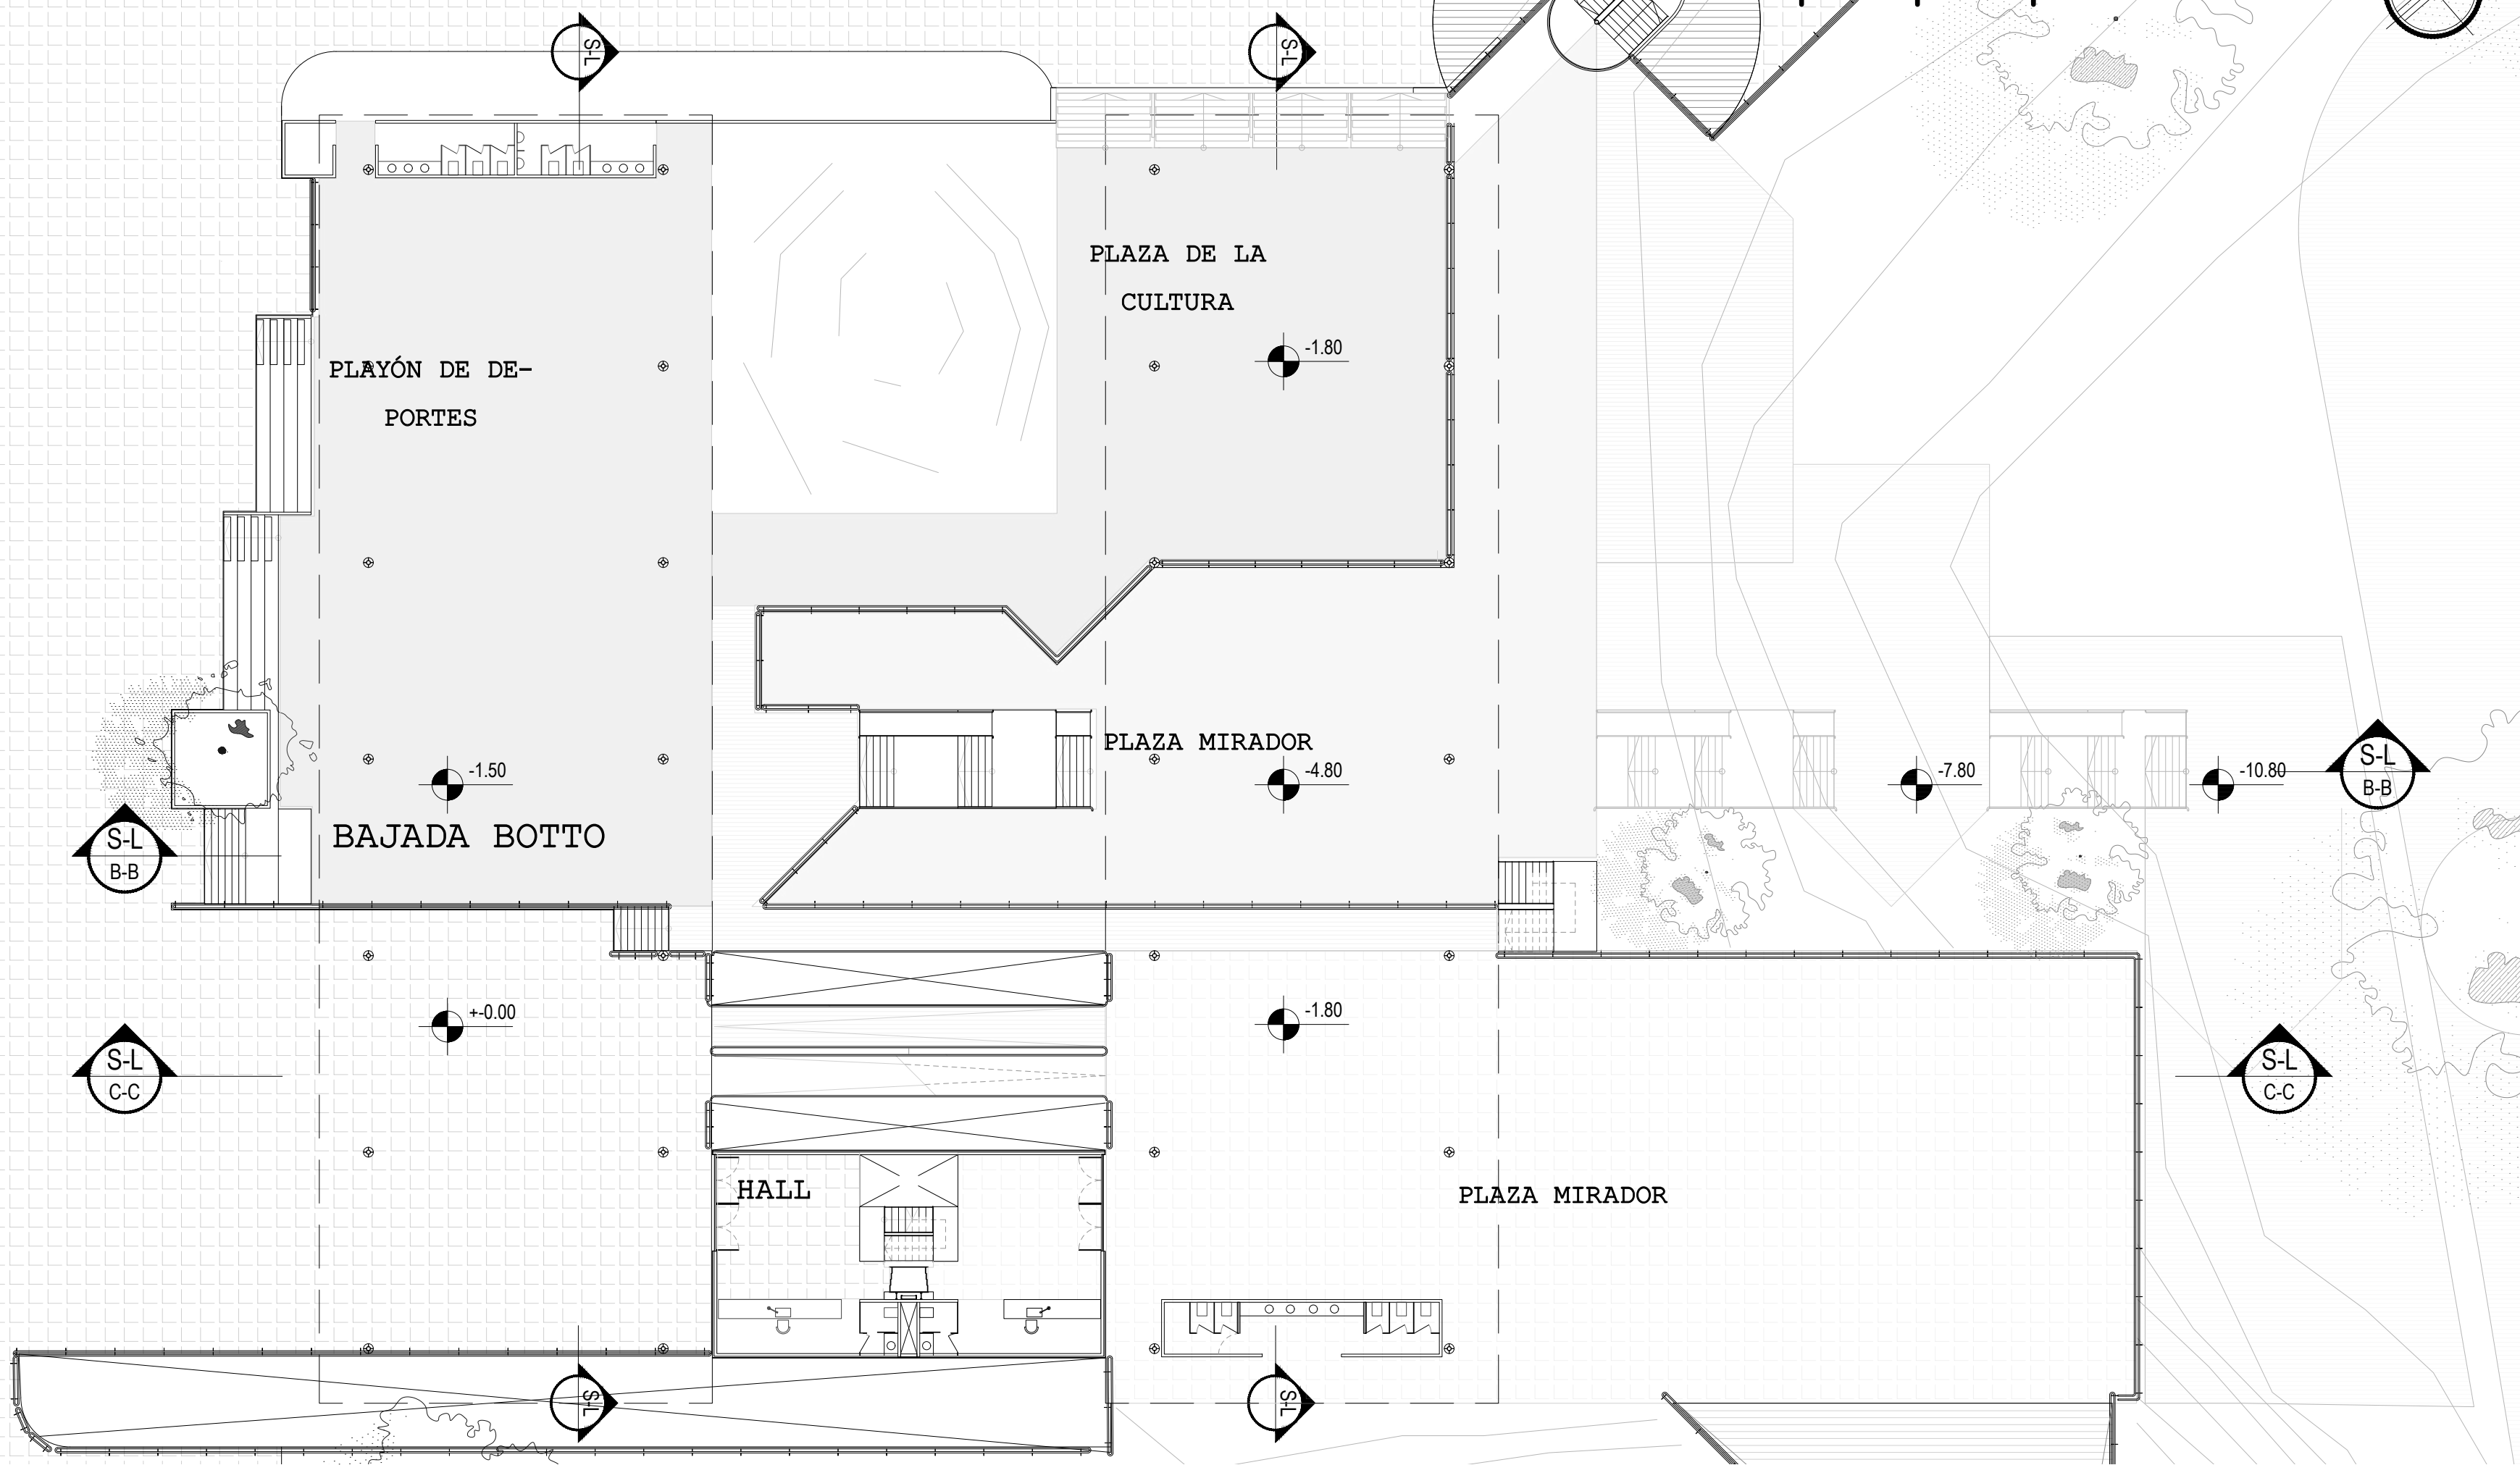 S-L
S-L
PLAZA DE LA
CULTURA
-1.80
PLAYÓN DE DE-
PORTES
PLAZA MIRADOR
-1.50
-4.80
-7.80
-10.80
S-L
B-B
BAJADA BOTTO
S-L
B-B
+-0.00
-1.80
S-L
C-C
S-L
C-C
HALL
PLAZA MIRADOR
S-L
S-L